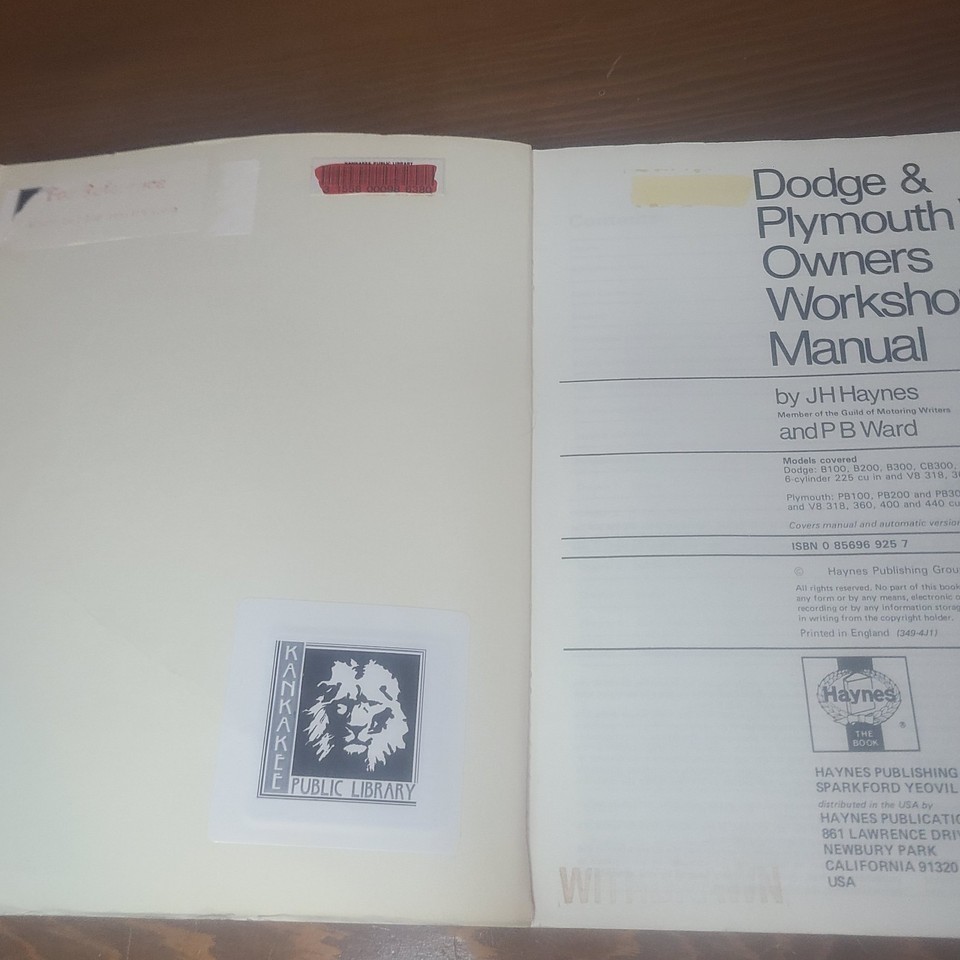 KANKAKEE
PUBLIC LIBRARY
Dodge &
Plymouth
Owners
Worksho
Manual
by JH Haynes
Member of the Guild of Motoring Writers
and P B Ward
Models covered
Dodge: B100, B200, B300, CB300,
6-cylinder 225 cu in and V8 318,
Plymouth: PB100, PB200 and PB30
and V8 318, 360, 400 and 440 cu
Covers manual and automatic version
ISBN 0 85696 925 7
© Haynes Publishing Grou
All rights reserved. No part of this book
any form or by any means, electronic o
recording or by any information storag
in writing from the copyright holder.
Printed in England (349-4J1)
Haynes
®
THE
BOOK
HAYNES PUBLISHING
SPARKFORD YEOVIL
distributed in the USA by
HAYNES PUBLICATIO
861 LAWRENCE DRIV
NEWBURY PARK
CALIFORNIA 91320
USA
WITHDRAWN